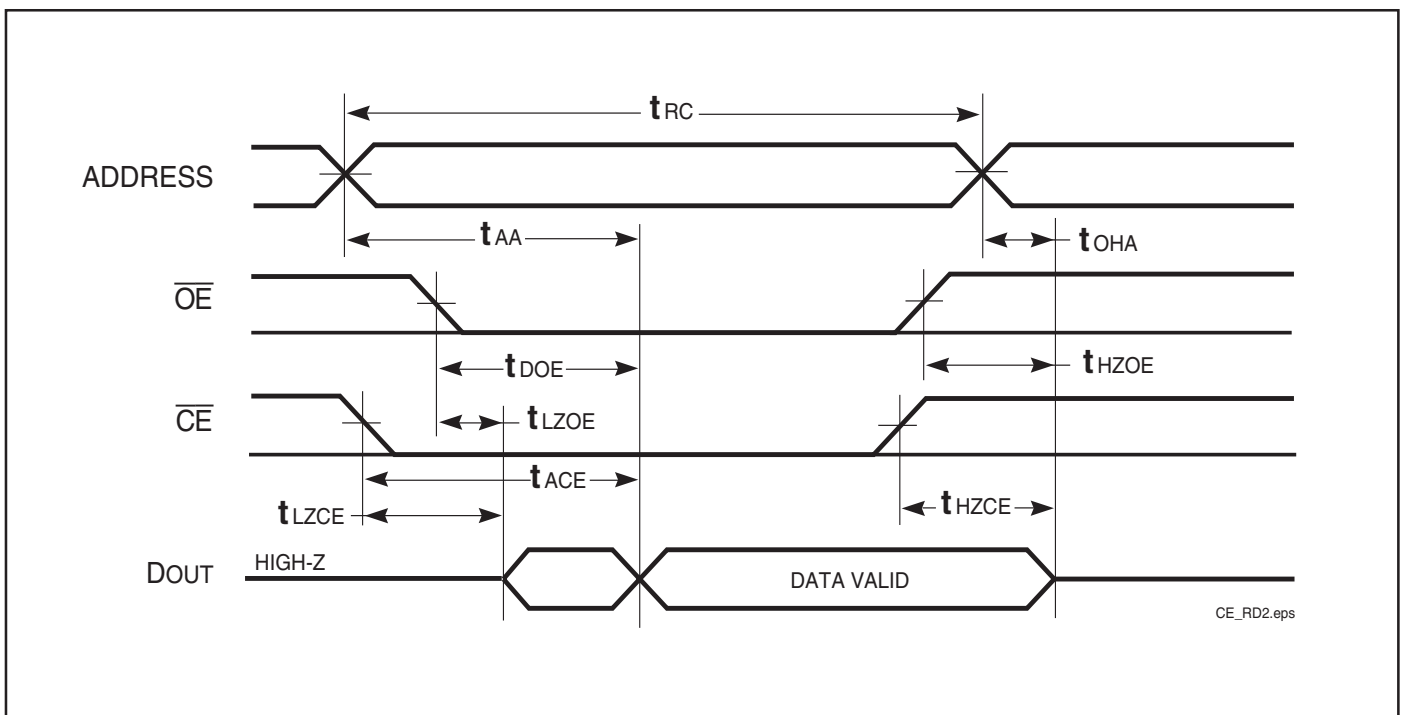 tRC
ADDRESS
tAA
tOHA
OE
tDOE
tHZOE
CE
tLZOE
tACE
tLZCE
tHZCE
DOUT
HIGH-Z
DATA VALID
CE_RD2.eps